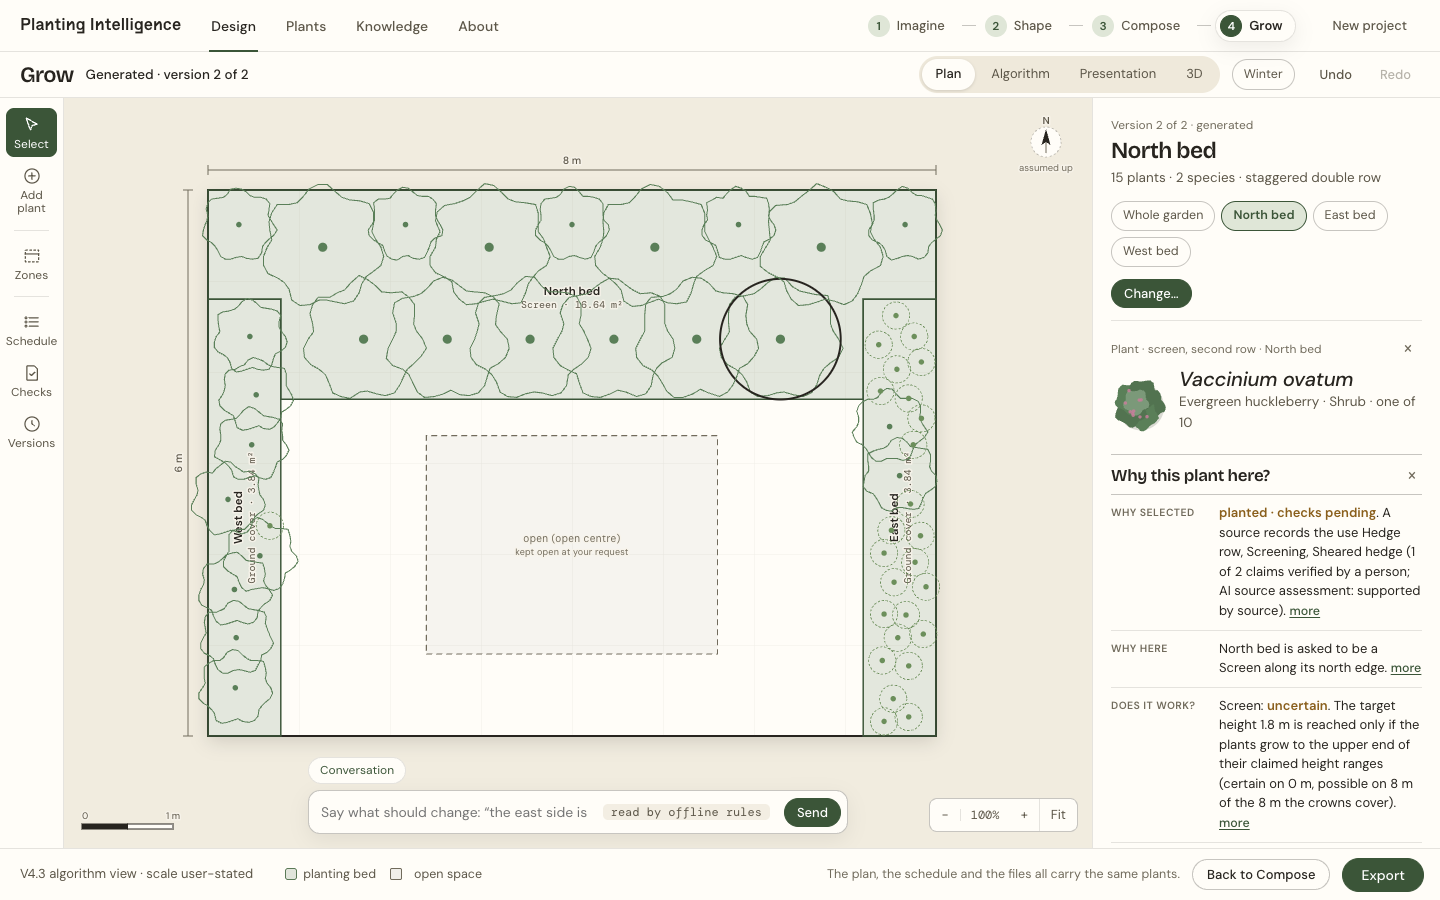 Planting Intelligence
Design
Plants
Knowledge
About
1 Imagine
2 Shape
3 Compose
4 Grow
New project
Grow
Generated · version 2 of 2
Plan
Algorithm
Presentation
3D
Winter
Undo
Redo
Select
Add
plant
Zones
Schedule
Checks
Versions
8 m
N
assumed up
6 m
North bed
Screen · 16.64 m²
West bed
Ground cover · 3.84 m²
East bed
Ground cover · 3.84 m²
open (open centre)
kept open at your request
Conversation
Say what should change: “the east side is
read by offline rules
Send
0
1 m
−
100%
+
Fit
Version 2 of 2 · generated
North bed
15 plants · 2 species · staggered double row
Whole garden
North bed
East bed
West bed
Change…
Plant · screen, second row · North bed
×
Vaccinium ovatum
Evergreen huckleberry · Shrub · one of
10
Why this plant here?
×
WHY SELECTED
planted · checks pending. A
source records the use Hedge
row, Screening, Sheared hedge (1
of 2 claims verified by a person;
AI source assessment: supported
by source). more
WHY HERE
North bed is asked to be a
Screen along its north edge. more
DOES IT WORK?
Screen: uncertain. The target
height 1.8 m is reached only if the
plants grow to the upper end of
their claimed height ranges
(certain on 0 m, possible on 8 m
of the 8 m the crowns cover).
more
V4.3 algorithm view · scale user-stated
planting bed
open space
The plan, the schedule and the files all carry the same plants.
Back to Compose
Export